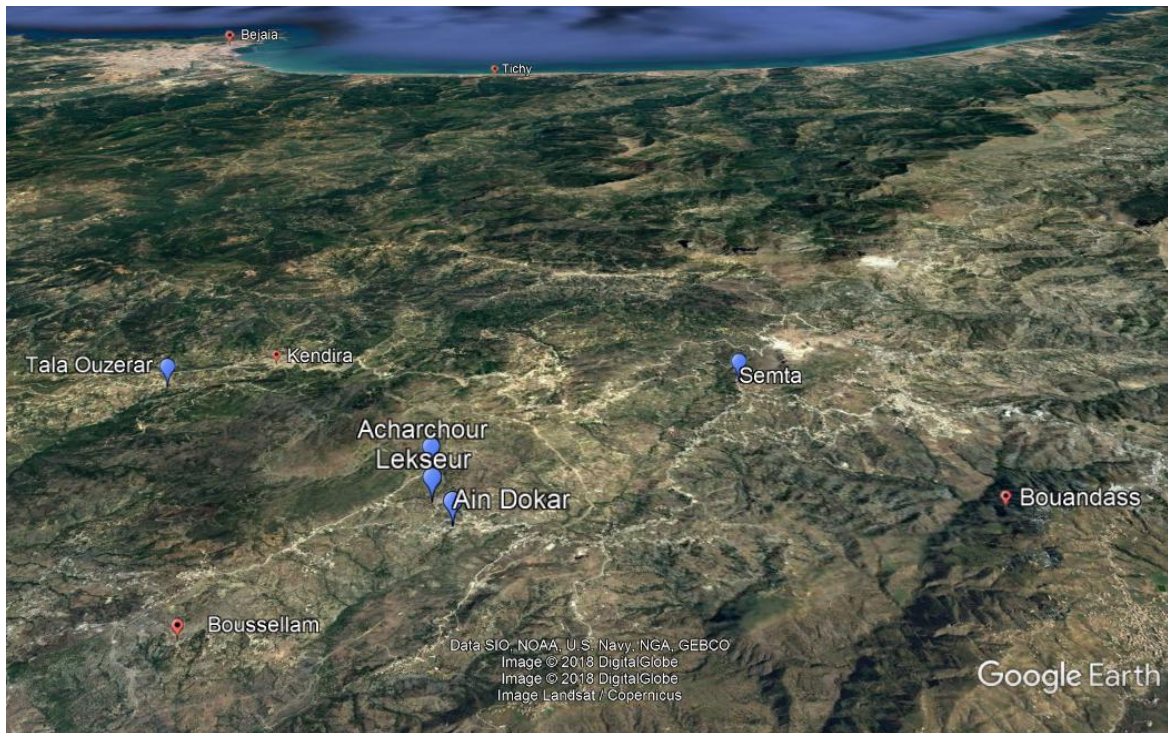 Bejaia
Tichy
Tala Ouzerar
Kendira
Semta
Acharchour
Lekseur
Ain Dokar
Bouandass
Boussellam
Data SIO, NOAA, U.S. Navy, NGA, GEBCO
Image © 2018 DigitalGlobe
Image © 2018 DigitalGlobe
Image Landsat / Copernicus
Google Earth